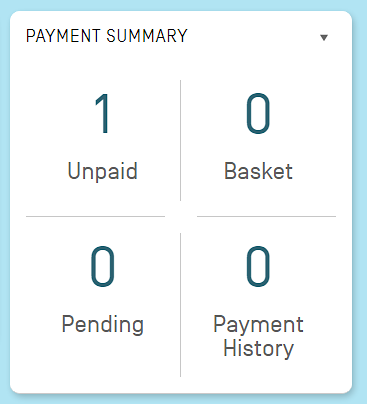 PAYMENT SUMMARY
1
Unpaid
0
Basket
0
Pending
0
Payment
History